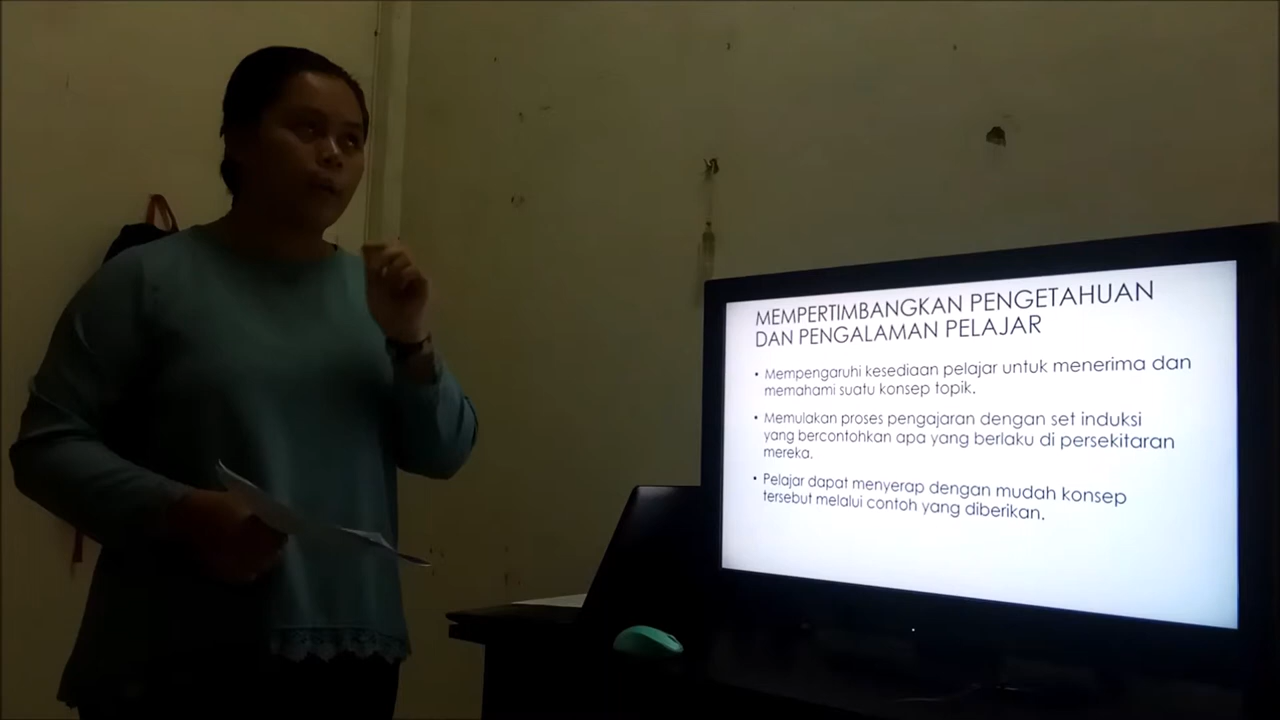 MEMPERTIMBANGKAN PENGETAHUAN
DAN PENGALAMAN PELAJAR
• Mempengaruhi kesediaan pelajar untuk menerima dan
memahami suatu konsep topik.
• Memulakan proses pengajaran dengan set induksi
yang bercontohkan apa yang berlaku di persekitaran
mereka.
• Pelajar dapat menyerap dengan mudah konsep
tersebut melalui contoh yang diberikan.